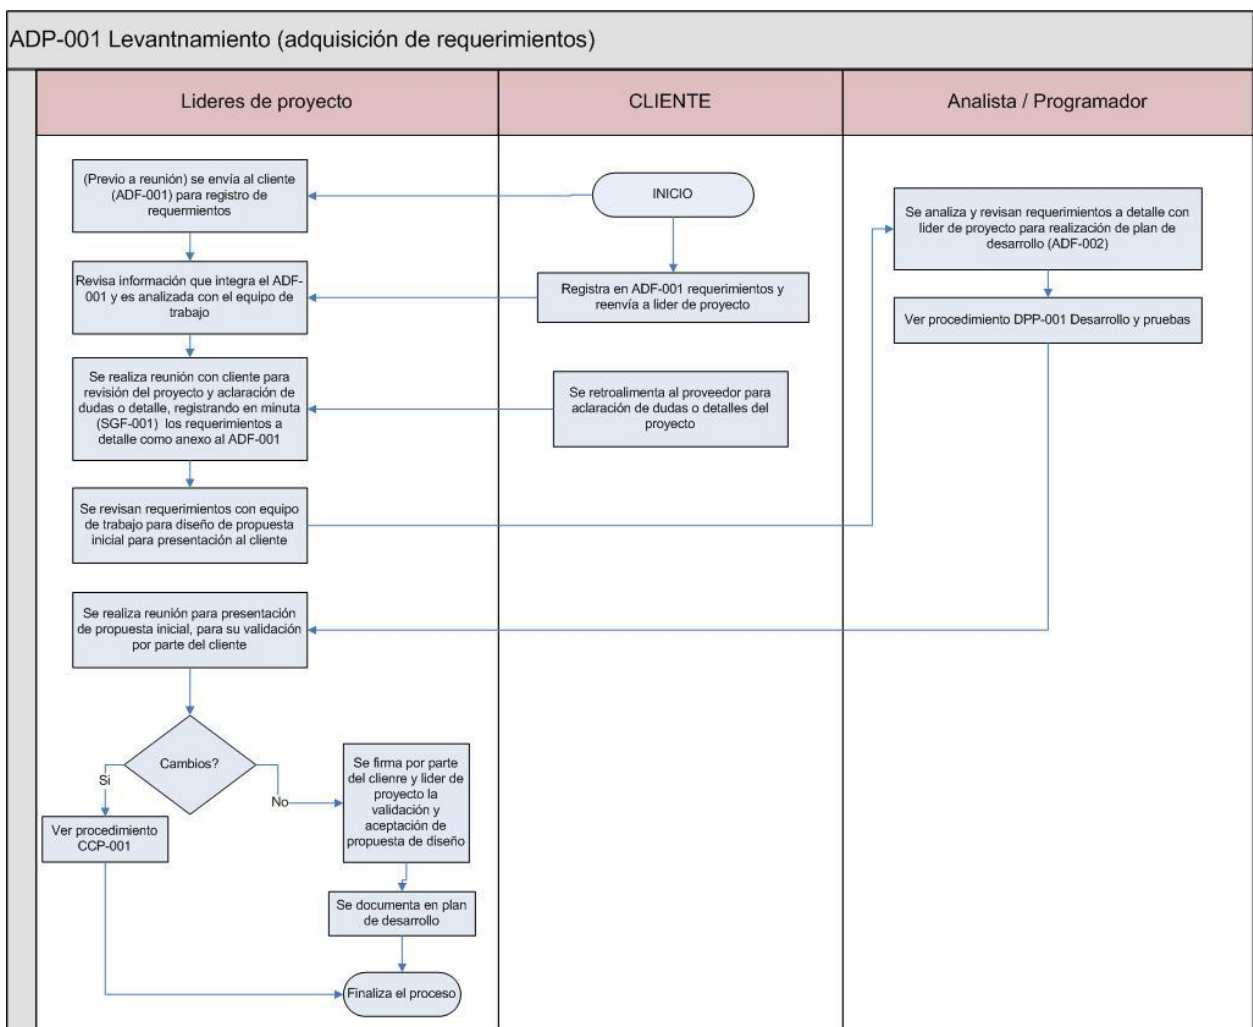 ADP-001 Levantnamiento (adquisición de requerimientos)
Lideres de proyecto
CLIENTE
Analista / Programador
(Previo a reunión) se envía al cliente
(ADF-001) para registro de
requermientos
INICIO
Se analiza y revisan requerimientos a detalle con
lider de proyecto para realización de plan de
desarrollo (ADF-002)
Revisa información que integra el ADF-
001 y es analizada con el equipo de
trabajo
Registra en ADF-001 requerimientos y
reenvía a lider de proyecto
Ver procedimiento DPP-001 Desarrollo y pruebas
Se realiza reunión con cliente para
revisión del proyecto y aclaración de
dudas o detalle, registrando en minuta
(SGF-001) los requerimientos a
detalle como anexo al ADF-001
Se retroalimenta al proveedor para
aclaración de dudas o detalles del
proyecto
Se revisan requerimientos con equipo
de trabajo para diseño de propuesta
inicial para presentación al cliente
Se realiza reunión para presentación
de propuesta inicial, para su validación
por parte del cliente
Cambios?
Si
No
Se firma por parte
del clienre y lider de
proyecto la
validación y
aceptación de
propuesta de diseño
Ver procedimiento
CCP-001
Se documenta en plan
de desarrollo
Finaliza el proceso